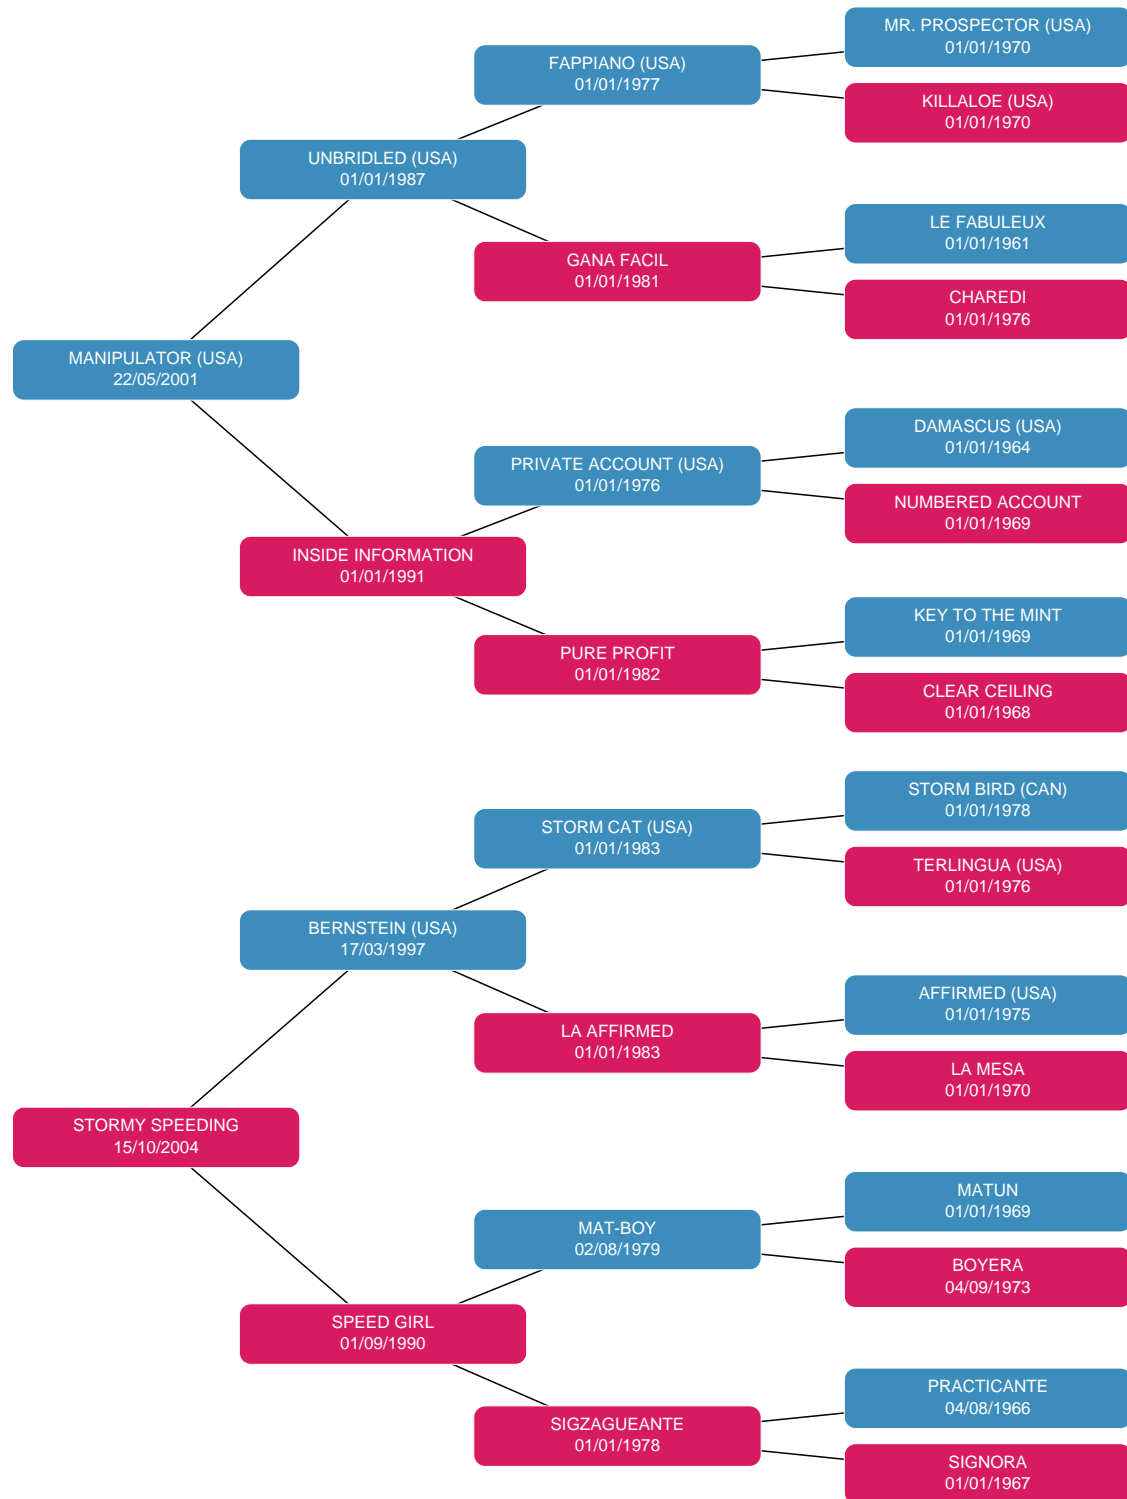 MR. PROSPECTOR (USA)
01/01/1970
FAPPIANO (USA)
01/01/1977
KILLALOE (USA)
01/01/1970
UNBRIDLED (USA)
01/01/1987
LE FABULEUX
01/01/1961
GANA FACIL
01/01/1981
CHAREDI
01/01/1976
MANIPULATOR (USA)
22/05/2001
DAMASCUS (USA)
01/01/1964
PRIVATE ACCOUNT (USA)
01/01/1976
NUMBERED ACCOUNT
01/01/1969
INSIDE INFORMATION
01/01/1991
KEY TO THE MINT
01/01/1969
PURE PROFIT
01/01/1982
CLEAR CEILING
01/01/1968
STORM BIRD (CAN)
01/01/1978
STORM CAT (USA)
01/01/1983
TERLINGUA (USA)
01/01/1976
BERNSTEIN (USA)
17/03/1997
AFFIRMED (USA)
01/01/1975
LA AFFIRMED
01/01/1983
LA MESA
01/01/1970
STORMY SPEEDING
15/10/2004
MATUN
01/01/1969
MAT-BOY
02/08/1979
BOYERA
04/09/1973
SPEED GIRL
01/09/1990
PRACTICANTE
04/08/1966
SIGZAGUEANTE
01/01/1978
SIGNORA
01/01/1967